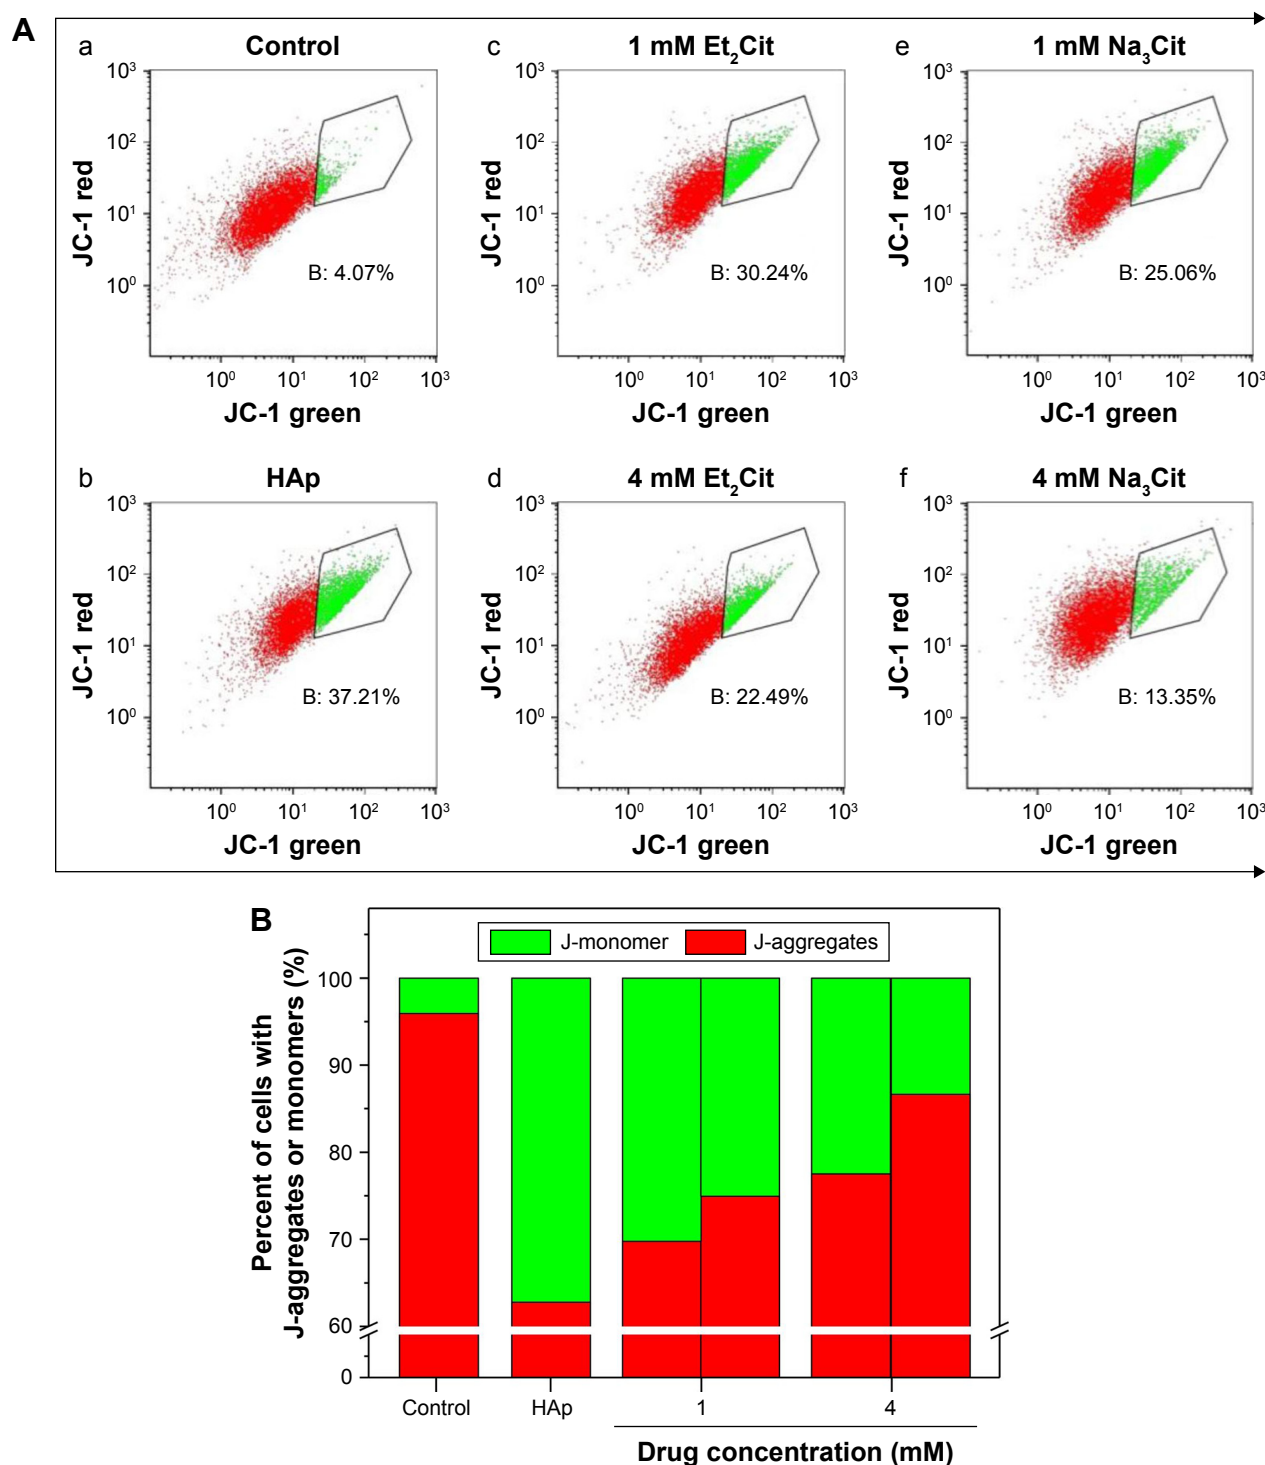 A
a
Control
10³
10²
10¹
10⁰
JC-1 red
B: 4.07%
10⁰ 10¹ 10² 10³
JC-1 green
c
1 mM Et₂Cit
10³
10²
10¹
10⁰
JC-1 red
B: 30.24%
10⁰ 10¹ 10² 10³
JC-1 green
e
1 mM Na₃Cit
10³
10²
10¹
10⁰
JC-1 red
B: 25.06%
10⁰ 10¹ 10² 10³
JC-1 green
b
HAp
10³
10²
10¹
10⁰
JC-1 red
B: 37.21%
10⁰ 10¹ 10² 10³
JC-1 green
d
4 mM Et₂Cit
10³
10²
10¹
10⁰
JC-1 red
B: 22.49%
10⁰ 10¹ 10² 10³
JC-1 green
f
4 mM Na₃Cit
10³
10²
10¹
10⁰
JC-1 red
B: 13.35%
10⁰ 10¹ 10² 10³
JC-1 green
B
J-monomer J-aggregates
Percent of cells with
J-aggregates or monomers (%)
100
90
80
70
60
0
Control HAp 1 4
Drug concentration (mM)